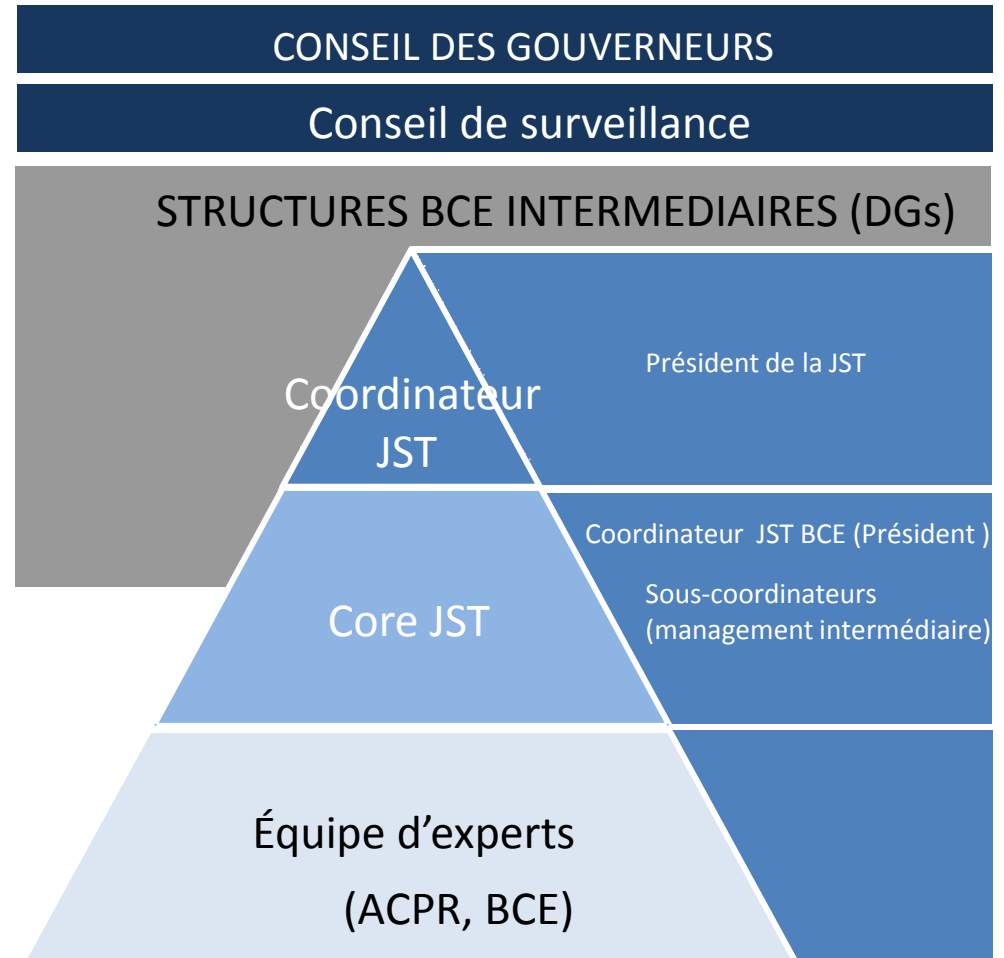 CONSEIL DES GOUVERNEURS
Conseil de surveillance
STRUCTURES BCE INTERMEDIAIRES (DGs)
Coordinateur
JST
Président de la JST
Core JST
Coordinateur JST BCE (Président )
Sous-coordinateurs
(management intermédiaire)
Équipe d’experts
(ACPR, BCE)